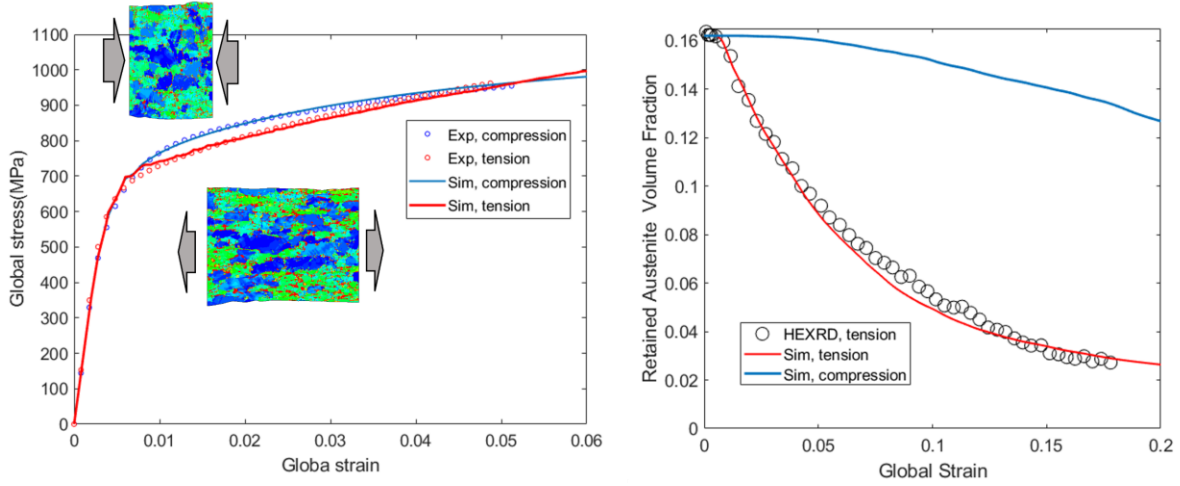 1100
1000
900
800
700
600
500
400
300
200
100
0
Global stress(MPa)
0 0.01 0.02 0.03 0.04 0.05 0.06
Globa strain
Exp, compression
Exp, tension
Sim, compression
Sim, tension
0.16
0.14
0.12
0.1
0.08
0.06
0.04
0.02
0
Retained Austenite Volume Fraction
0 0.05 0.1 0.15 0.2
Global Strain
HEXRD, tension
Sim, tension
Sim, compression